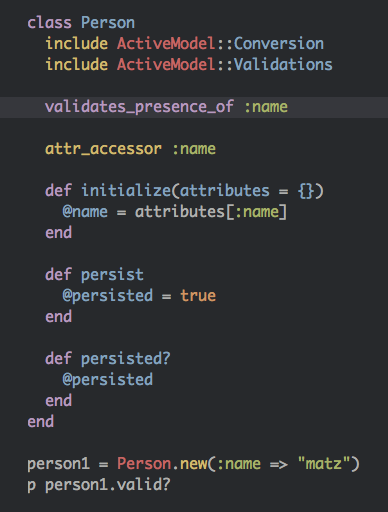 class Person
  include ActiveModel::Conversion
  include ActiveModel::Validations

  validates_presence_of :name

  attr_accessor :name

  def initialize(attributes = {})
    @name = attributes[:name]
  end

  def persist
    @persisted = true
  end

  def persisted?
    @persisted
  end
end

person1 = Person.new(:name => "matz")
p person1.valid?